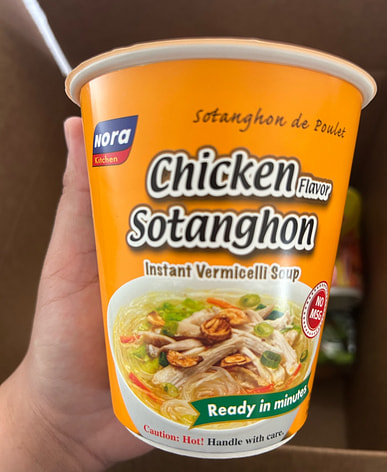 Sotanghon de Poulet
Nora
Kitchen
Chicken Flavor
Sotanghon
Instant Vermicelli Soup
NO
MSG
Ready in minutes
Caution: Hot! Handle with care.